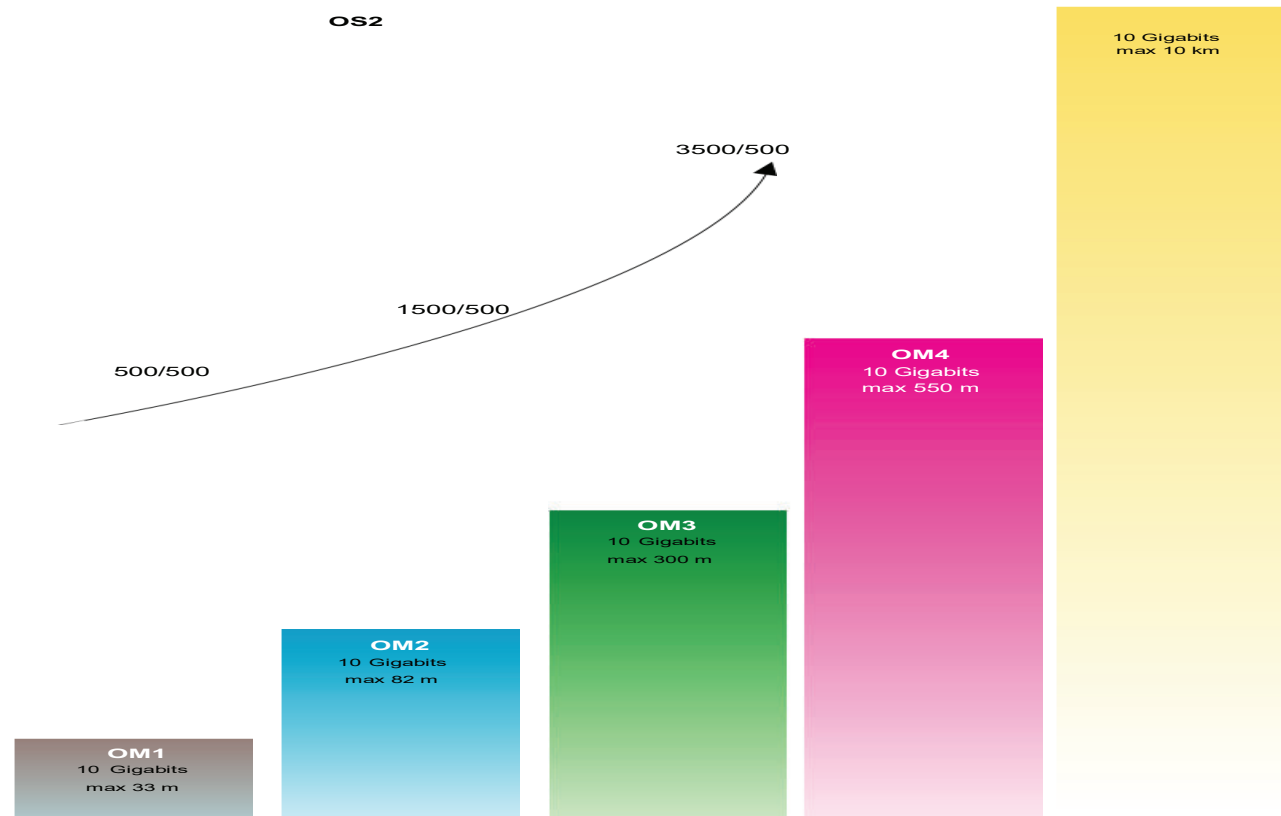 OS2
10 Gigabits
max 10 km
3500/500
1500/500
500/500
OM4
10 Gigabits
max 550 m
OM3
10 Gigabits
max 300 m
OM2
10 Gigabits
max 82 m
OM1
10 Gigabits
max 33 m